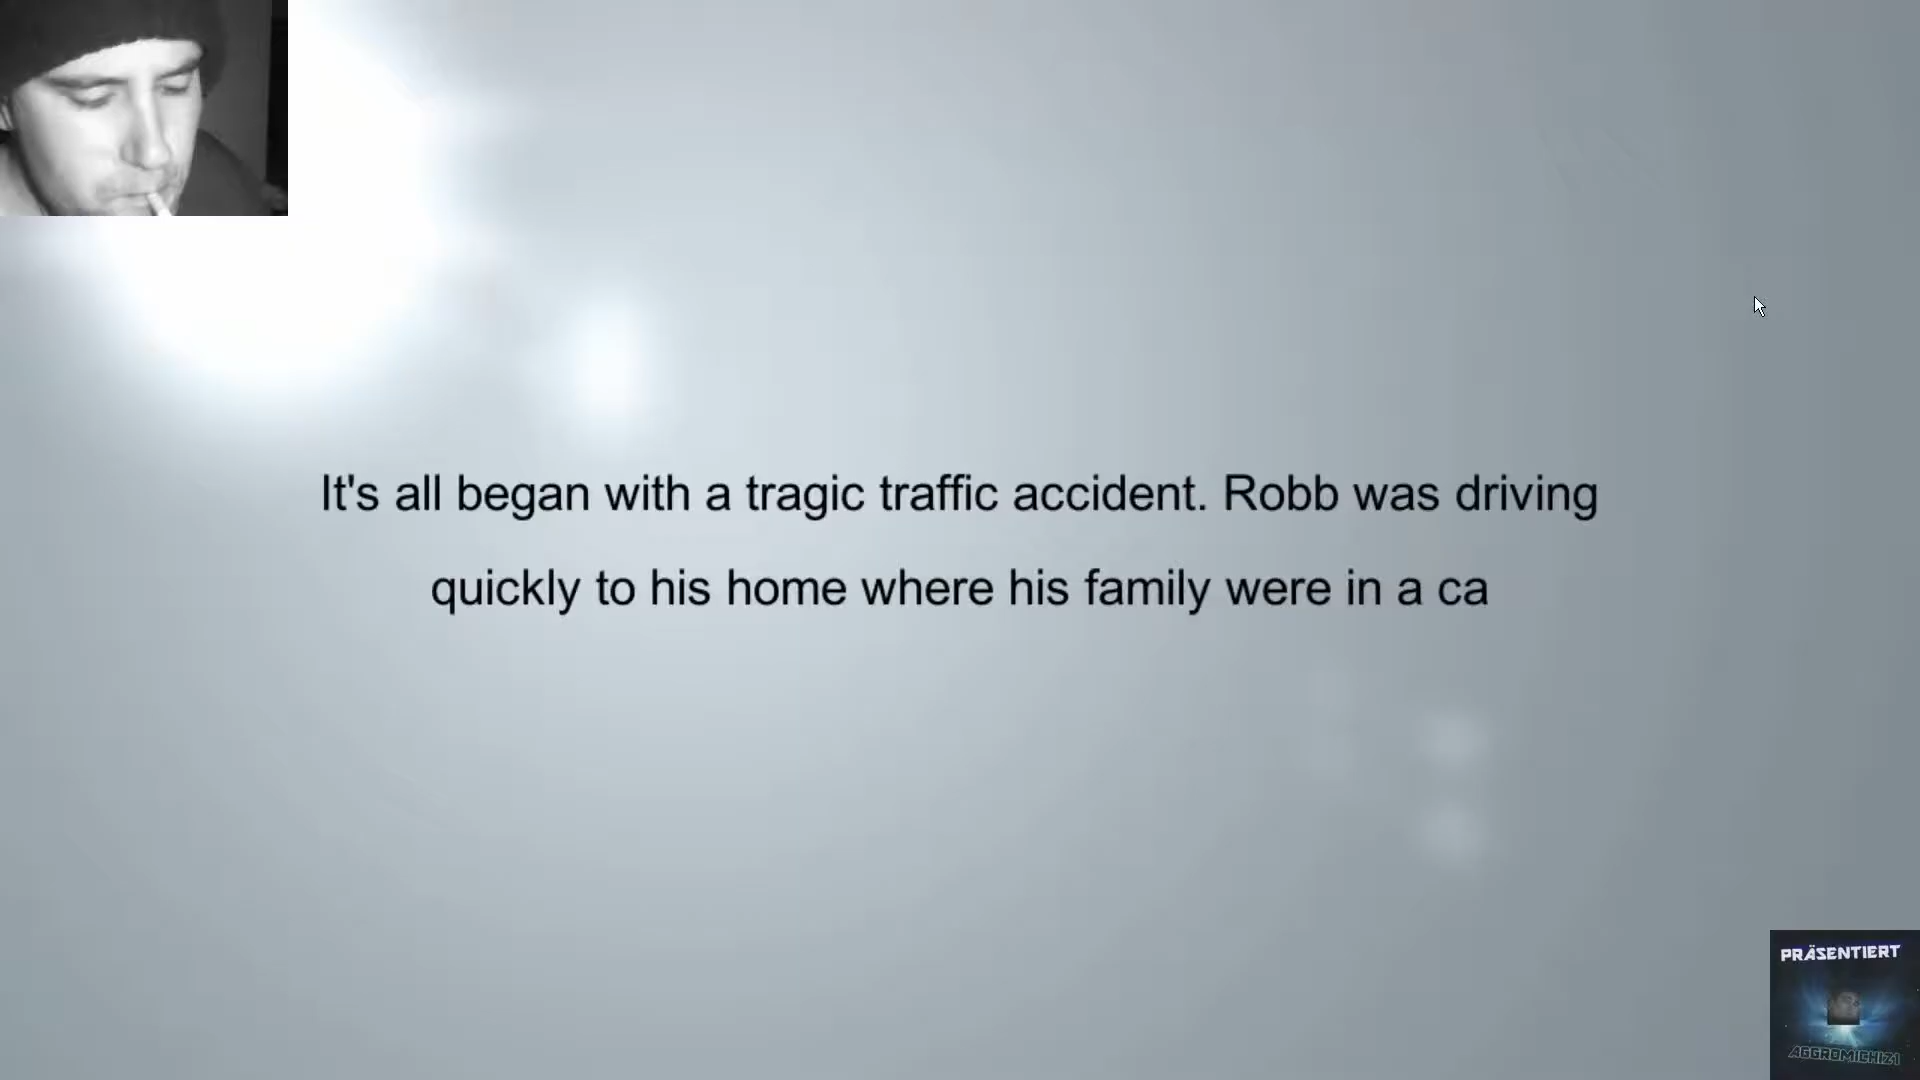 It's all began with a tragic traffic accident. Robb was driving
quickly to his home where his family were in a ca
PRÄSENTIERT
AGGROMICHI21